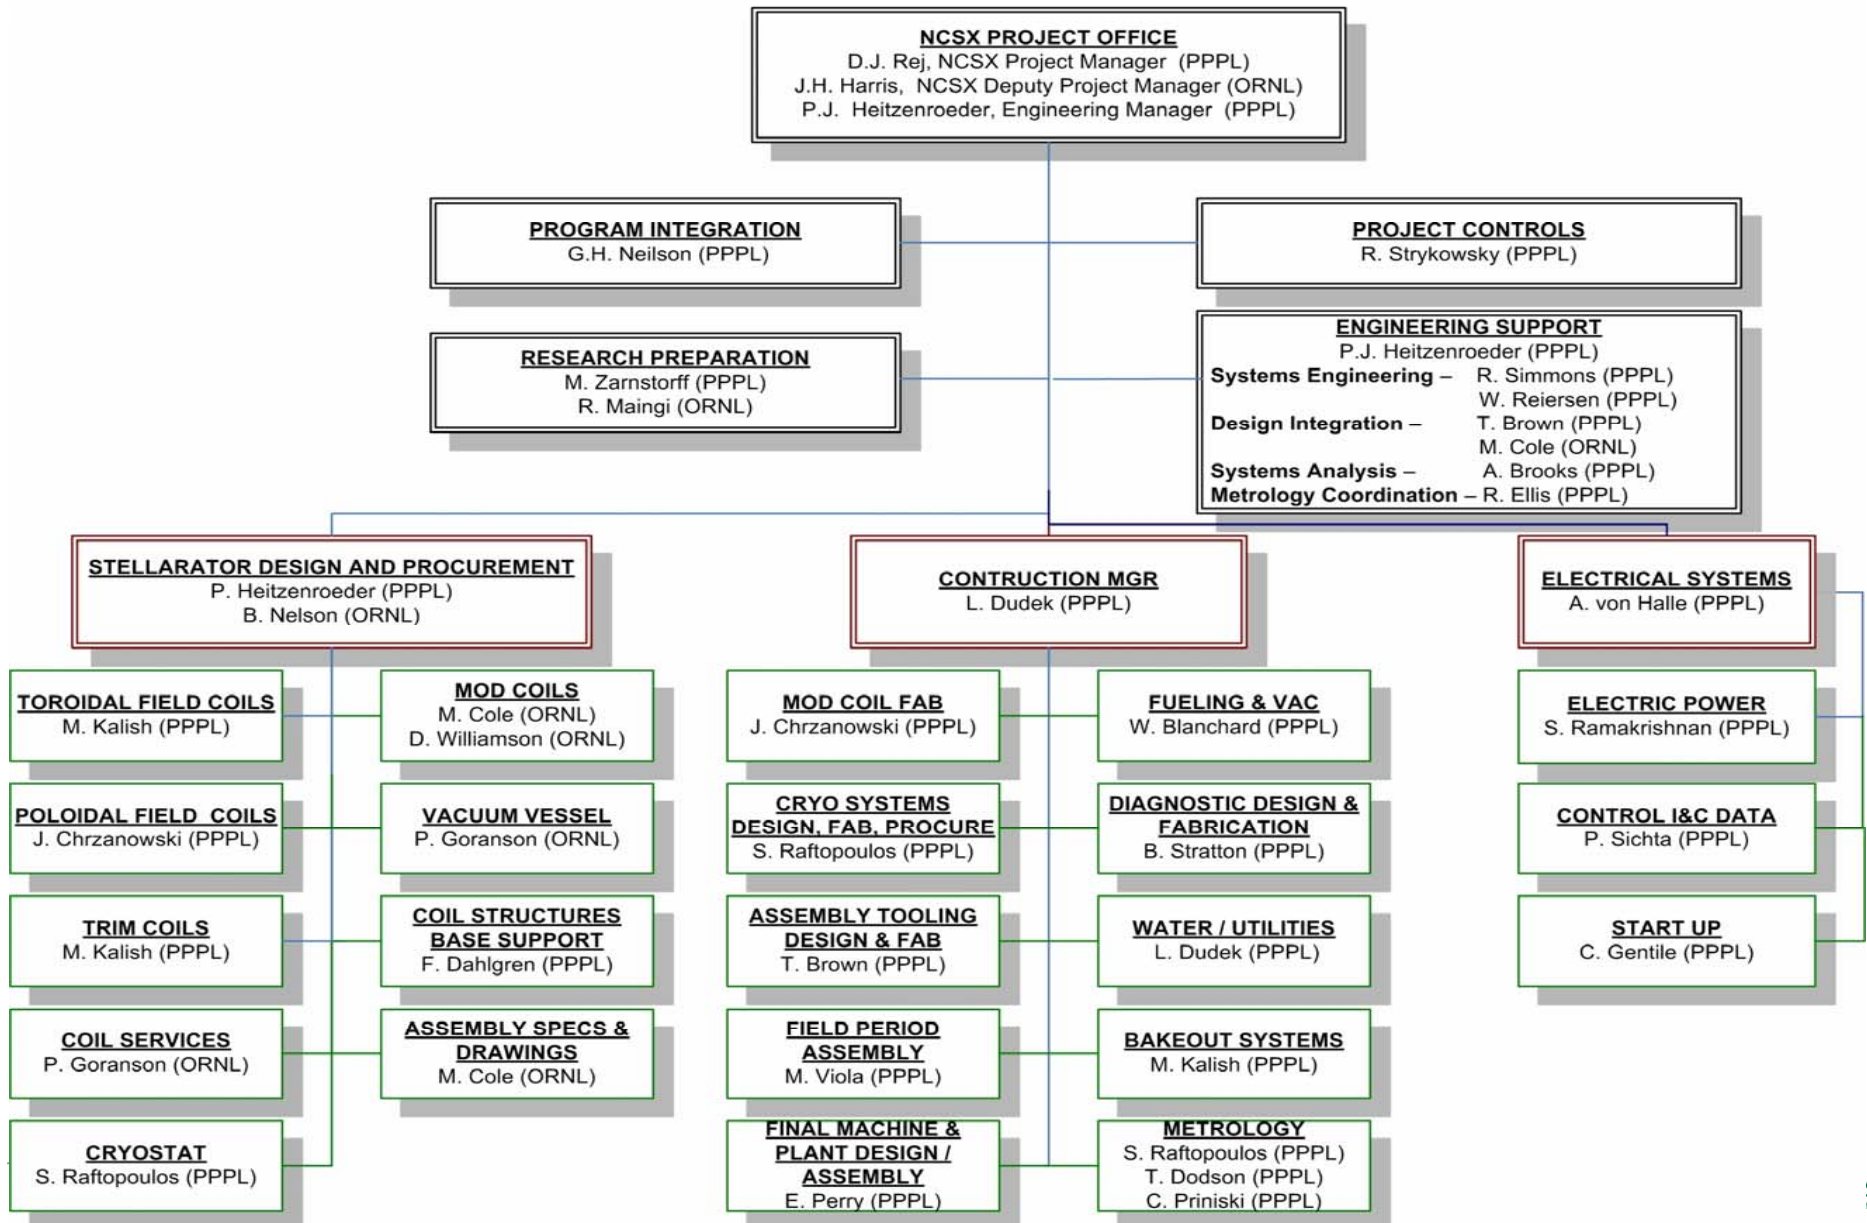 NCSX PROJECT OFFICE
D.J. Rej, NCSX Project Manager (PPPL)
J.H. Harris, NCSX Deputy Project Manager (ORNL)
P.J. Heitzenroeder, Engineering Manager (PPPL)
PROGRAM INTEGRATION
G.H. Neilson (PPPL)
PROJECT CONTROLS
R. Strykowsky (PPPL)
RESEARCH PREPARATION
M. Zarnstorff (PPPL)
R. Maingi (ORNL)
ENGINEERING SUPPORT
P.J. Heitzenroeder (PPPL)
Systems Engineering – R. Simmons (PPPL)
W. Reiersen (PPPL)
Design Integration – T. Brown (PPPL)
M. Cole (ORNL)
Systems Analysis – A. Brooks (PPPL)
Metrology Coordination – R. Ellis (PPPL)
STELLARATOR DESIGN AND PROCUREMENT
P. Heitzenroeder (PPPL)
B. Nelson (ORNL)
CONTRUCTION MGR
L. Dudek (PPPL)
ELECTRICAL SYSTEMS
A. von Halle (PPPL)
TOROIDAL FIELD COILS
M. Kalish (PPPL)
MOD COILS
M. Cole (ORNL)
D. Williamson (ORNL)
MOD COIL FAB
J. Chrzanowski (PPPL)
FUELING & VAC
W. Blanchard (PPPL)
ELECTRIC POWER
S. Ramakrishnan (PPPL)
POLOIDAL FIELD COILS
J. Chrzanowski (PPPL)
VACUUM VESSEL
P. Goranson (ORNL)
CRYO SYSTEMS
DESIGN, FAB, PROCURE
S. Raftopoulos (PPPL)
DIAGNOSTIC DESIGN &
FABRICATION
B. Stratton (PPPL)
CONTROL I&C DATA
P. Sichta (PPPL)
TRIM COILS
M. Kalish (PPPL)
COIL STRUCTURES
BASE SUPPORT
F. Dahlgren (PPPL)
ASSEMBLY TOOLING
DESIGN & FAB
T. Brown (PPPL)
WATER / UTILITIES
L. Dudek (PPPL)
START UP
C. Gentile (PPPL)
COIL SERVICES
P. Goranson (ORNL)
ASSEMBLY SPECS &
DRAWINGS
M. Cole (ORNL)
FIELD PERIOD
ASSEMBLY
M. Viola (PPPL)
BAKEOUT SYSTEMS
M. Kalish (PPPL)
CRYOSTAT
S. Raftopoulos (PPPL)
FINAL MACHINE &
PLANT DESIGN /
ASSEMBLY
E. Perry (PPPL)
METROLOGY
S. Raftopoulos (PPPL)
T. Dodson (PPPL)
C. Priniski (PPPL)